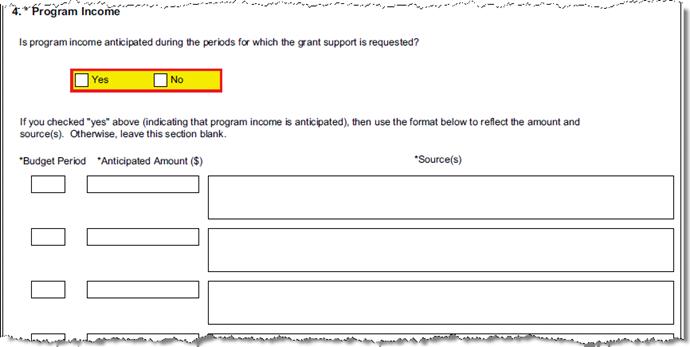 4. * Program Income
Is program income anticipated during the periods for which the grant support is requested?
Yes No
If you checked "yes" above (indicating that program income is anticipated), then use the format below to reflect the amount and
source(s). Otherwise, leave this section blank.
*Budget Period *Anticipated Amount ($) *Source(s)